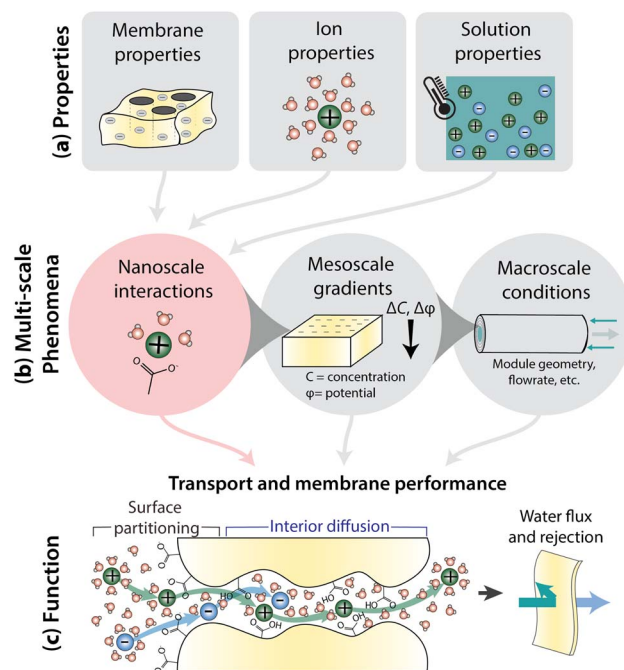 (a) Properties
Membrane
properties
Ion
properties
Solution
properties
(b) Multi-scale
Phenomena
Nanoscale
interactions
Mesoscale
gradients
ΔC, Δφ
C = concentration
φ= potential
Macroscale
conditions
Module geometry,
flowrate, etc.
Transport and membrane performance
(c) Function
Surface
partitioning
Interior diffusion
Water flux
and rejection